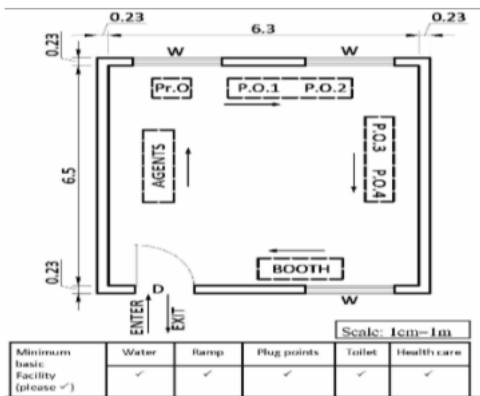 0.23
6.3
0.23
0.23
W
W
Pr.O
P.O.1
P.O.2
6.5
AGENTS
P.O.3
P.O.4
BOOTH
0.23
D
W
ENTER
EXIT
Scale: 1cm=1m
Minimum basic Facility (please ✓) Water Ramp Plug points Toilet Health care
✓ ✓ ✓ ✓ ✓